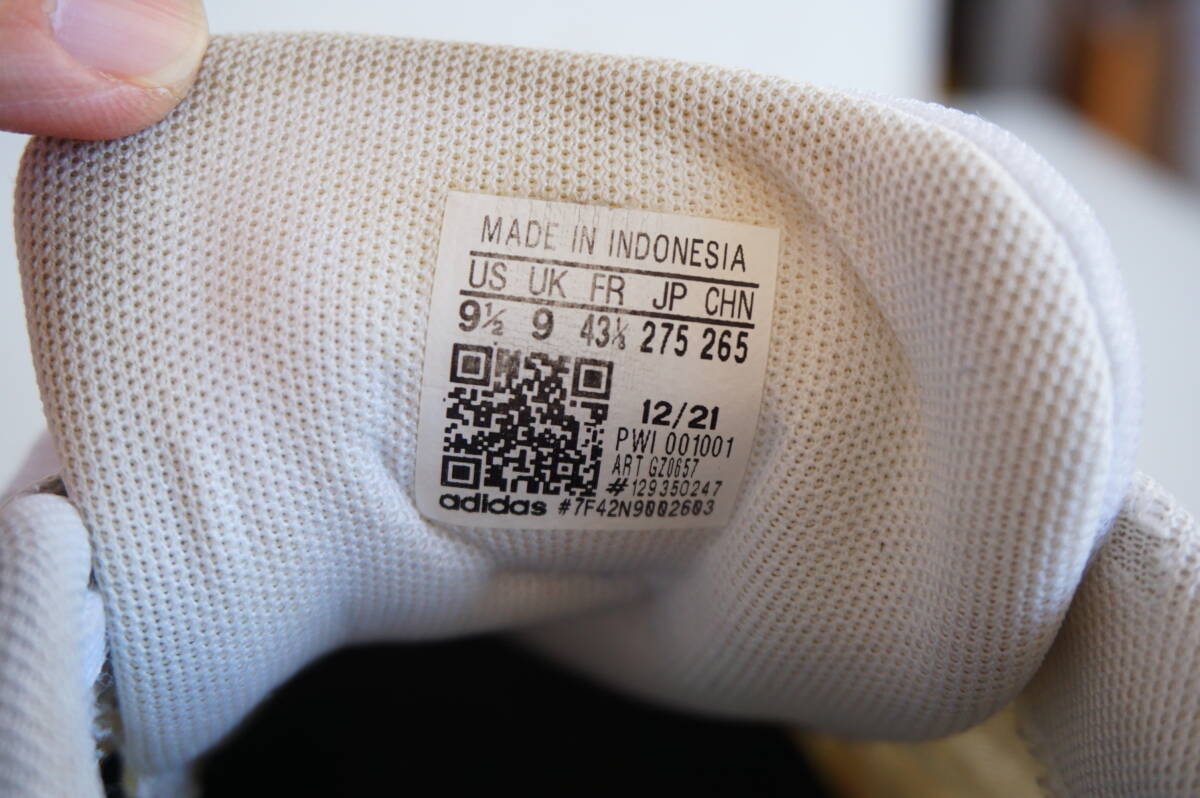 MADE IN INDONESIA
US UK FR JP CHN
9½ 9 43⅓ 275 265
12/21
PWI 001001
ART GZ0657
#129350247
adidas #7F42N9002603